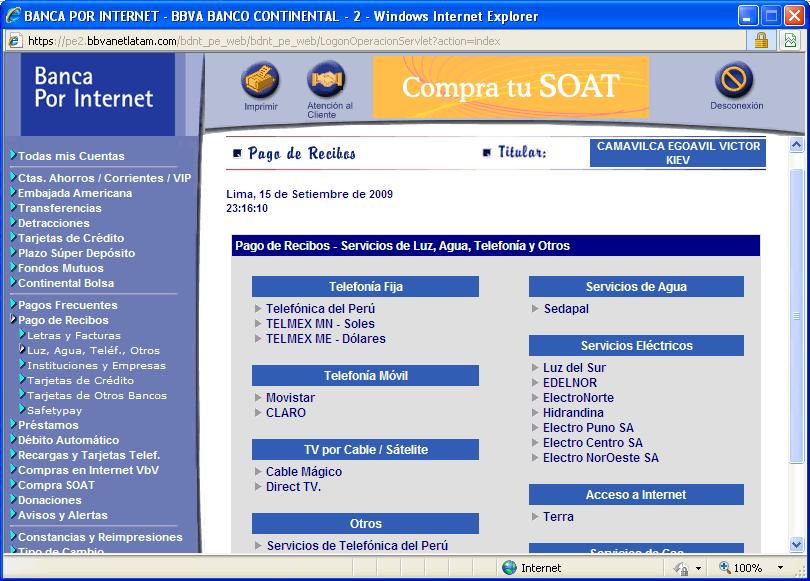 BANCA POR INTERNET - BBVA BANCO CONTINENTAL - 2 - Windows Internet Explorer
https://pe2.bbvanetlatam.com/bdnt_pe_web/bdnt_pe_web/LogonOperacionServlet?action=index
Banca
Por Internet
Imprimir
Atención al
Cliente
Compra tu SOAT
Desconexión
Todas mis Cuentas
Ctas. Ahorros / Corrientes / VIP
Embajada Americana
Transferencias
Detracciones
Tarjetas de Crédito
Plazo Súper Depósito
Fondos Mutuos
Continental Bolsa
Pagos Frecuentes
Pago de Recibos
Letras y Facturas
Luz, Agua, Teléf., Otros
Instituciones y Empresas
Tarjetas de Crédito
Tarjetas de Otros Bancos
Safetypay
Préstamos
Débito Automático
Recargas y Tarjetas Telef.
Compras en Internet VbV
Compra SOAT
Donaciones
Avisos y Alertas
Constancias y Reimpresiones
Tipo de Cambio
Pago de Recibos
Titular:
CAMAVILCA EGOAVIL VICTOR
KIEV
Lima, 15 de Setiembre de 2009
23:16:10
Pago de Recibos - Servicios de Luz, Agua, Telefonía y Otros
Telefonía Fija
Telefónica del Perú
TELMEX MN - Soles
TELMEX ME - Dólares
Telefonía Móvil
Movistar
CLARO
TV por Cable / Sátelite
Cable Mágico
Direct TV.
Otros
Servicios de Telefónica del Perú
Servicios de Agua
Sedapal
Servicios Eléctricos
Luz del Sur
EDELNOR
ElectroNorte
Hidrandina
Electro Puno SA
Electro Centro SA
Electro NorOeste SA
Acceso a Internet
Terra
Servicios de Gas
Internet
100%